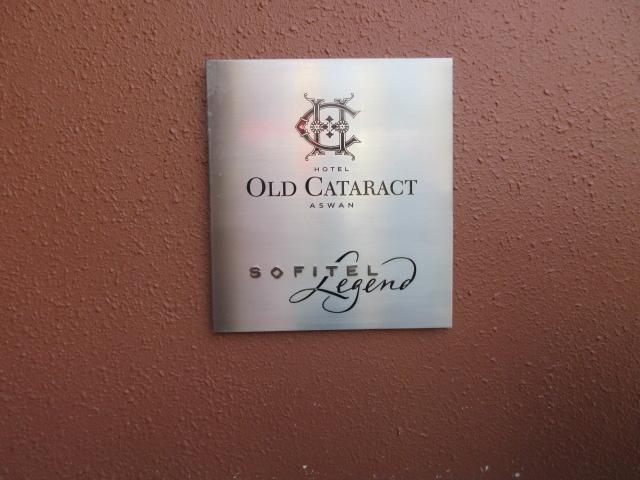 HOTEL
OLD CATARACT
ASWAN
SOFITEL
Legend